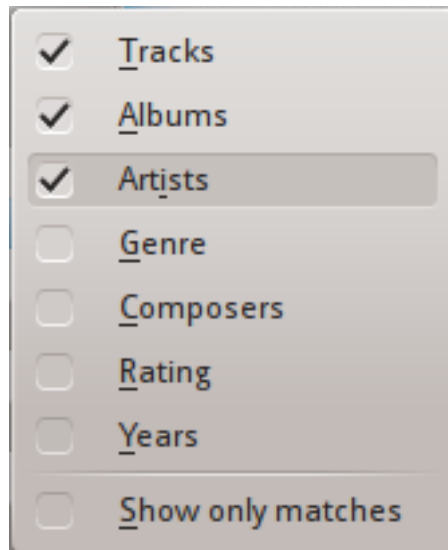 Tracks
Albums
Artists
Genre
Composers
Rating
Years
Show only matches